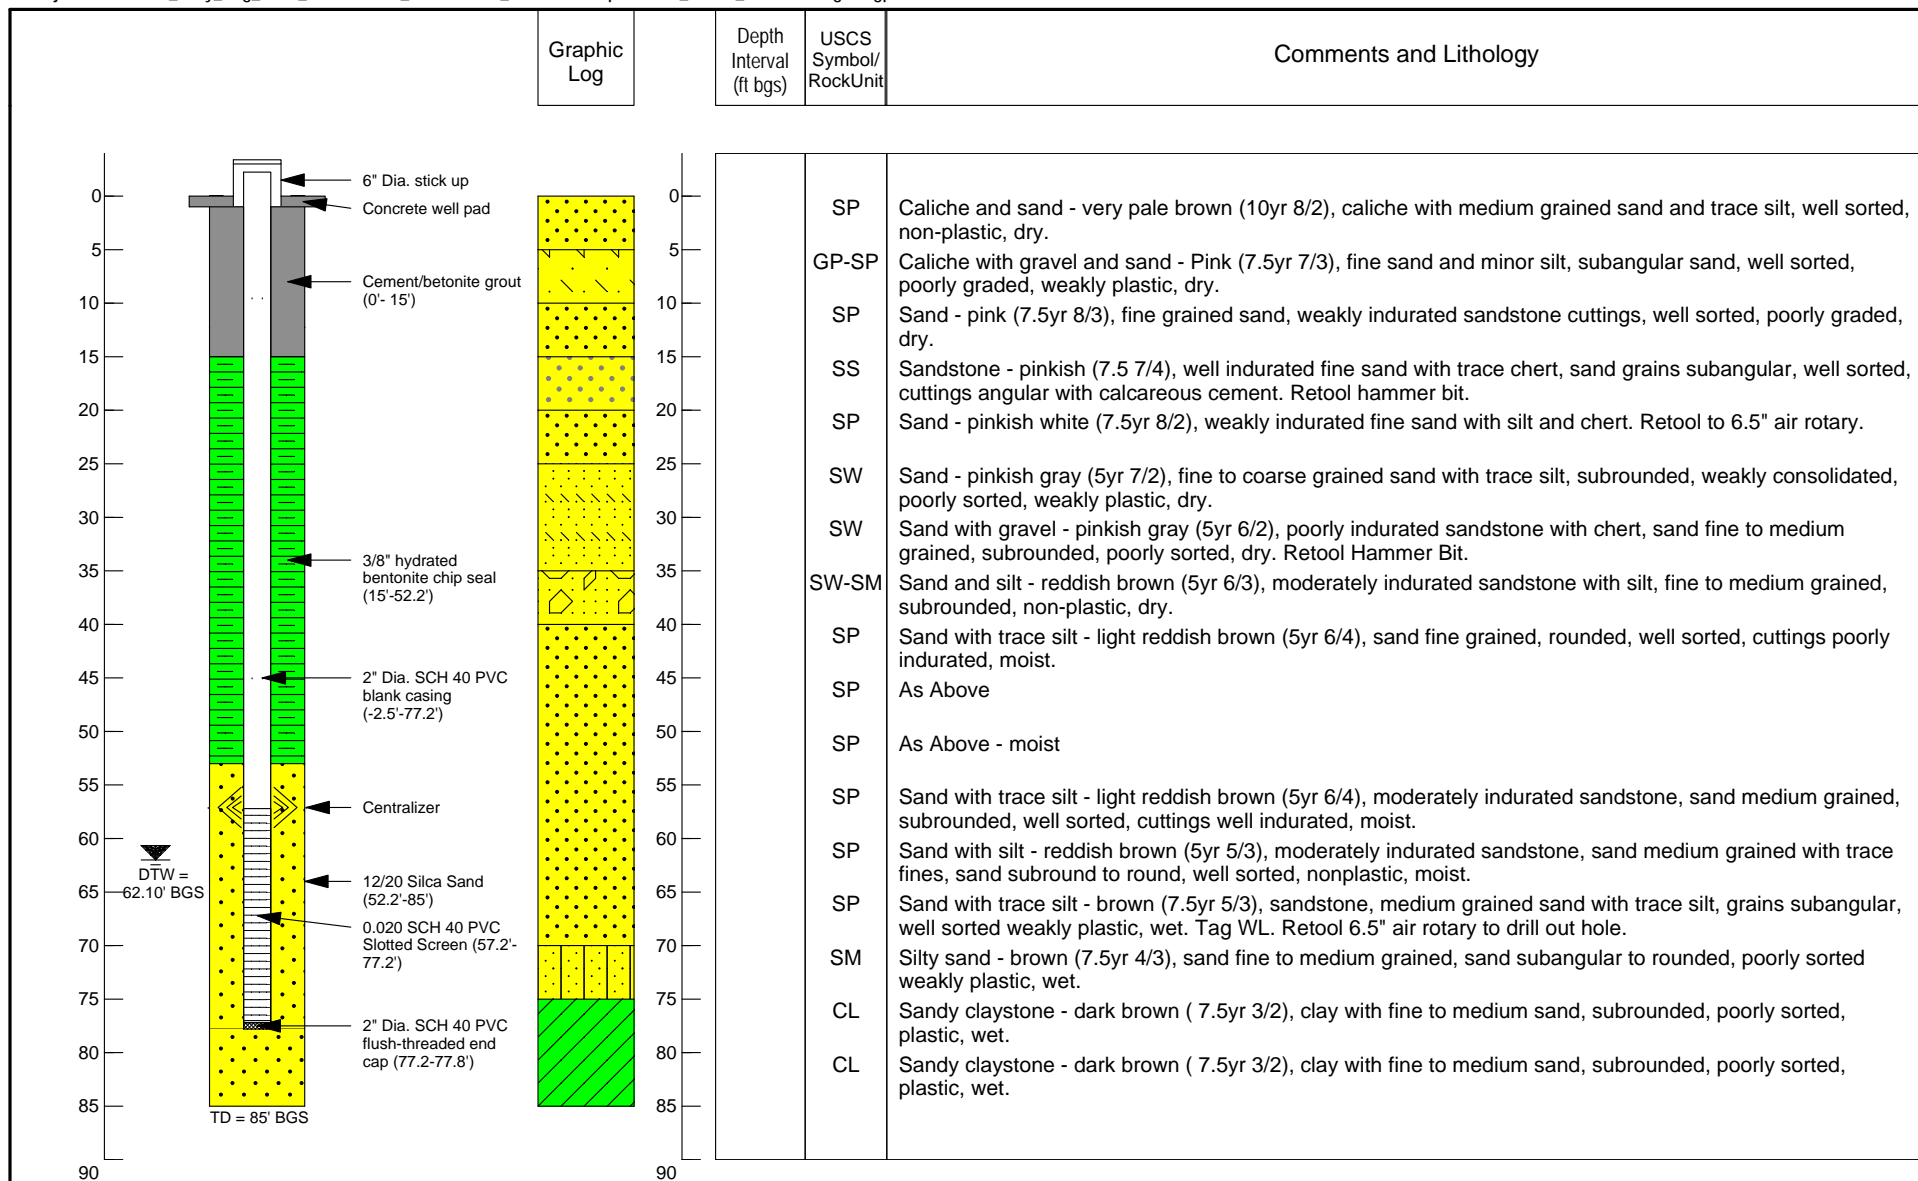 Graphic
Log
Depth
Interval
(ft bgs)
USCS
Symbol/
RockUnit
Comments and Lithology
0
5
10
15
20
25
30
35
40
45
50
55
60
65
70
75
80
85
90
6" Dia. stick up
Concrete well pad
Cement/betonite grout
(0'- 15')
3/8" hydrated
bentonite chip seal
(15'-52.2')
2" Dia. SCH 40 PVC
blank casing
(-2.5'-77.2')
Centralizer
DTW =
62.10' BGS
12/20 Silca Sand
(52.2'-85')
0.020 SCH 40 PVC
Slotted Screen (57.2'-
77.2')
2" Dia. SCH 40 PVC
flush-threaded end
cap (77.2-77.8')
TD = 85' BGS
0
5
10
15
20
25
30
35
40
45
50
55
60
65
70
75
80
85
90
SP Caliche and sand - very pale brown (10yr 8/2), caliche with medium grained sand and trace silt, well sorted,
non-plastic, dry.
GP-SP Caliche with gravel and sand - Pink (7.5yr 7/3), fine sand and minor silt, subangular sand, well sorted,
poorly graded, weakly plastic, dry.
SP Sand - pink (7.5yr 8/3), fine grained sand, weakly indurated sandstone cuttings, well sorted, poorly graded,
dry.
SS Sandstone - pinkish (7.5 7/4), well indurated fine sand with trace chert, sand grains subangular, well sorted,
cuttings angular with calcareous cement. Retool hammer bit.
SP Sand - pinkish white (7.5yr 8/2), weakly indurated fine sand with silt and chert. Retool to 6.5" air rotary.
SW Sand - pinkish gray (5yr 7/2), fine to coarse grained sand with trace silt, subrounded, weakly consolidated,
poorly sorted, weakly plastic, dry.
SW Sand with gravel - pinkish gray (5yr 6/2), poorly indurated sandstone with chert, sand fine to medium
grained, subrounded, poorly sorted, dry. Retool Hammer Bit.
SW-SM Sand and silt - reddish brown (5yr 6/3), moderately indurated sandstone with silt, fine to medium grained,
subrounded, non-plastic, dry.
SP Sand with trace silt - light reddish brown (5yr 6/4), sand fine grained, rounded, well sorted, cuttings poorly
indurated, moist.
SP As Above
SP As Above - moist
SP Sand with trace silt - light reddish brown (5yr 6/4), moderately indurated sandstone, sand medium grained,
subrounded, well sorted, cuttings well indurated, moist.
SP Sand with silt - reddish brown (5yr 5/3), moderately indurated sandstone, sand medium grained with trace
fines, sand subround to round, well sorted, nonplastic, moist.
SP Sand with trace silt - brown (7.5yr 5/3), sandstone, medium grained sand with trace silt, grains subangular,
well sorted weakly plastic, wet. Tag WL. Retool 6.5" air rotary to drill out hole.
SM Silty sand - brown (7.5yr 4/3), sand fine to medium grained, sand subangular to rounded, poorly sorted
weakly plastic, wet.
CL Sandy claystone - dark brown ( 7.5yr 3/2), clay with fine to medium sand, subrounded, poorly sorted,
plastic, wet.
CL Sandy claystone - dark brown ( 7.5yr 3/2), clay with fine to medium sand, subrounded, poorly sorted,
plastic, wet.